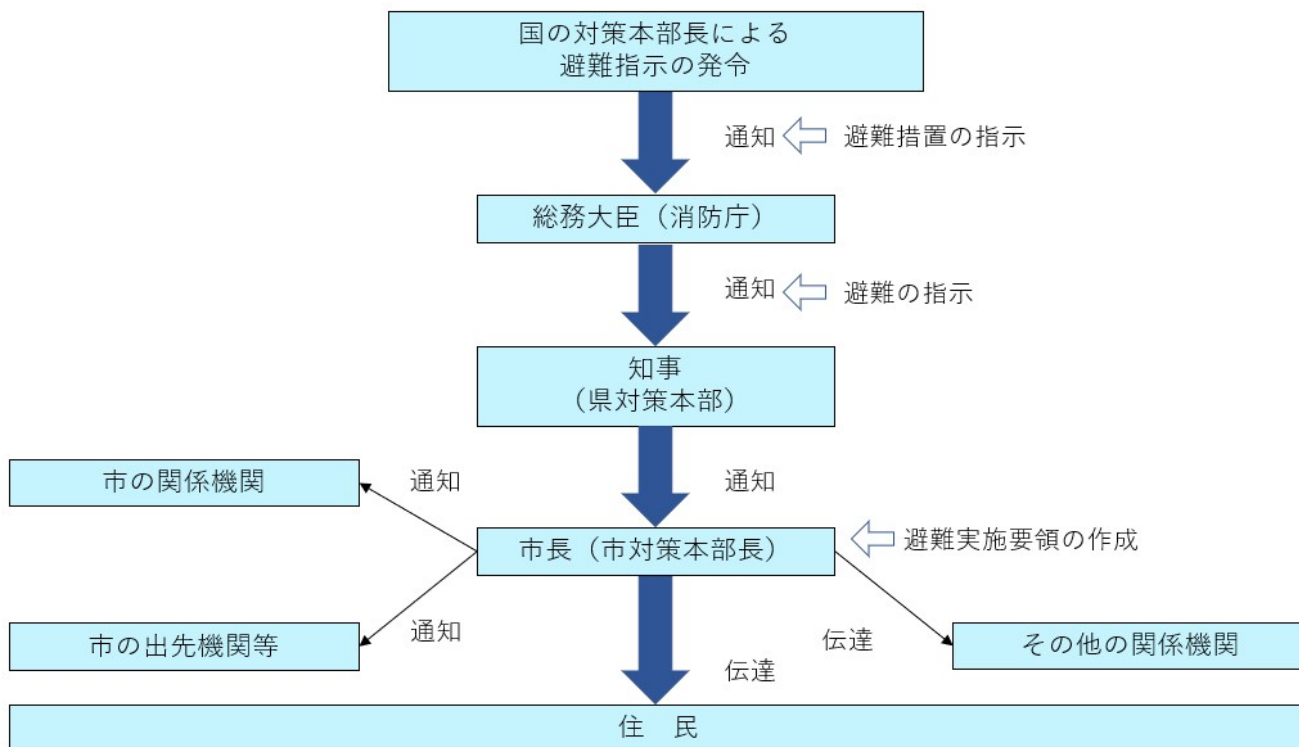 国の対策本部長による
避難指示の発令
通知
避難措置の指示
総務大臣（消防庁）
通知
避難の指示
知事
（県対策本部）
市の関係機関
通知
通知
市長（市対策本部長）
避難実施要領の作成
市の出先機関等
通知
伝達
その他の関係機関
伝達
住　民